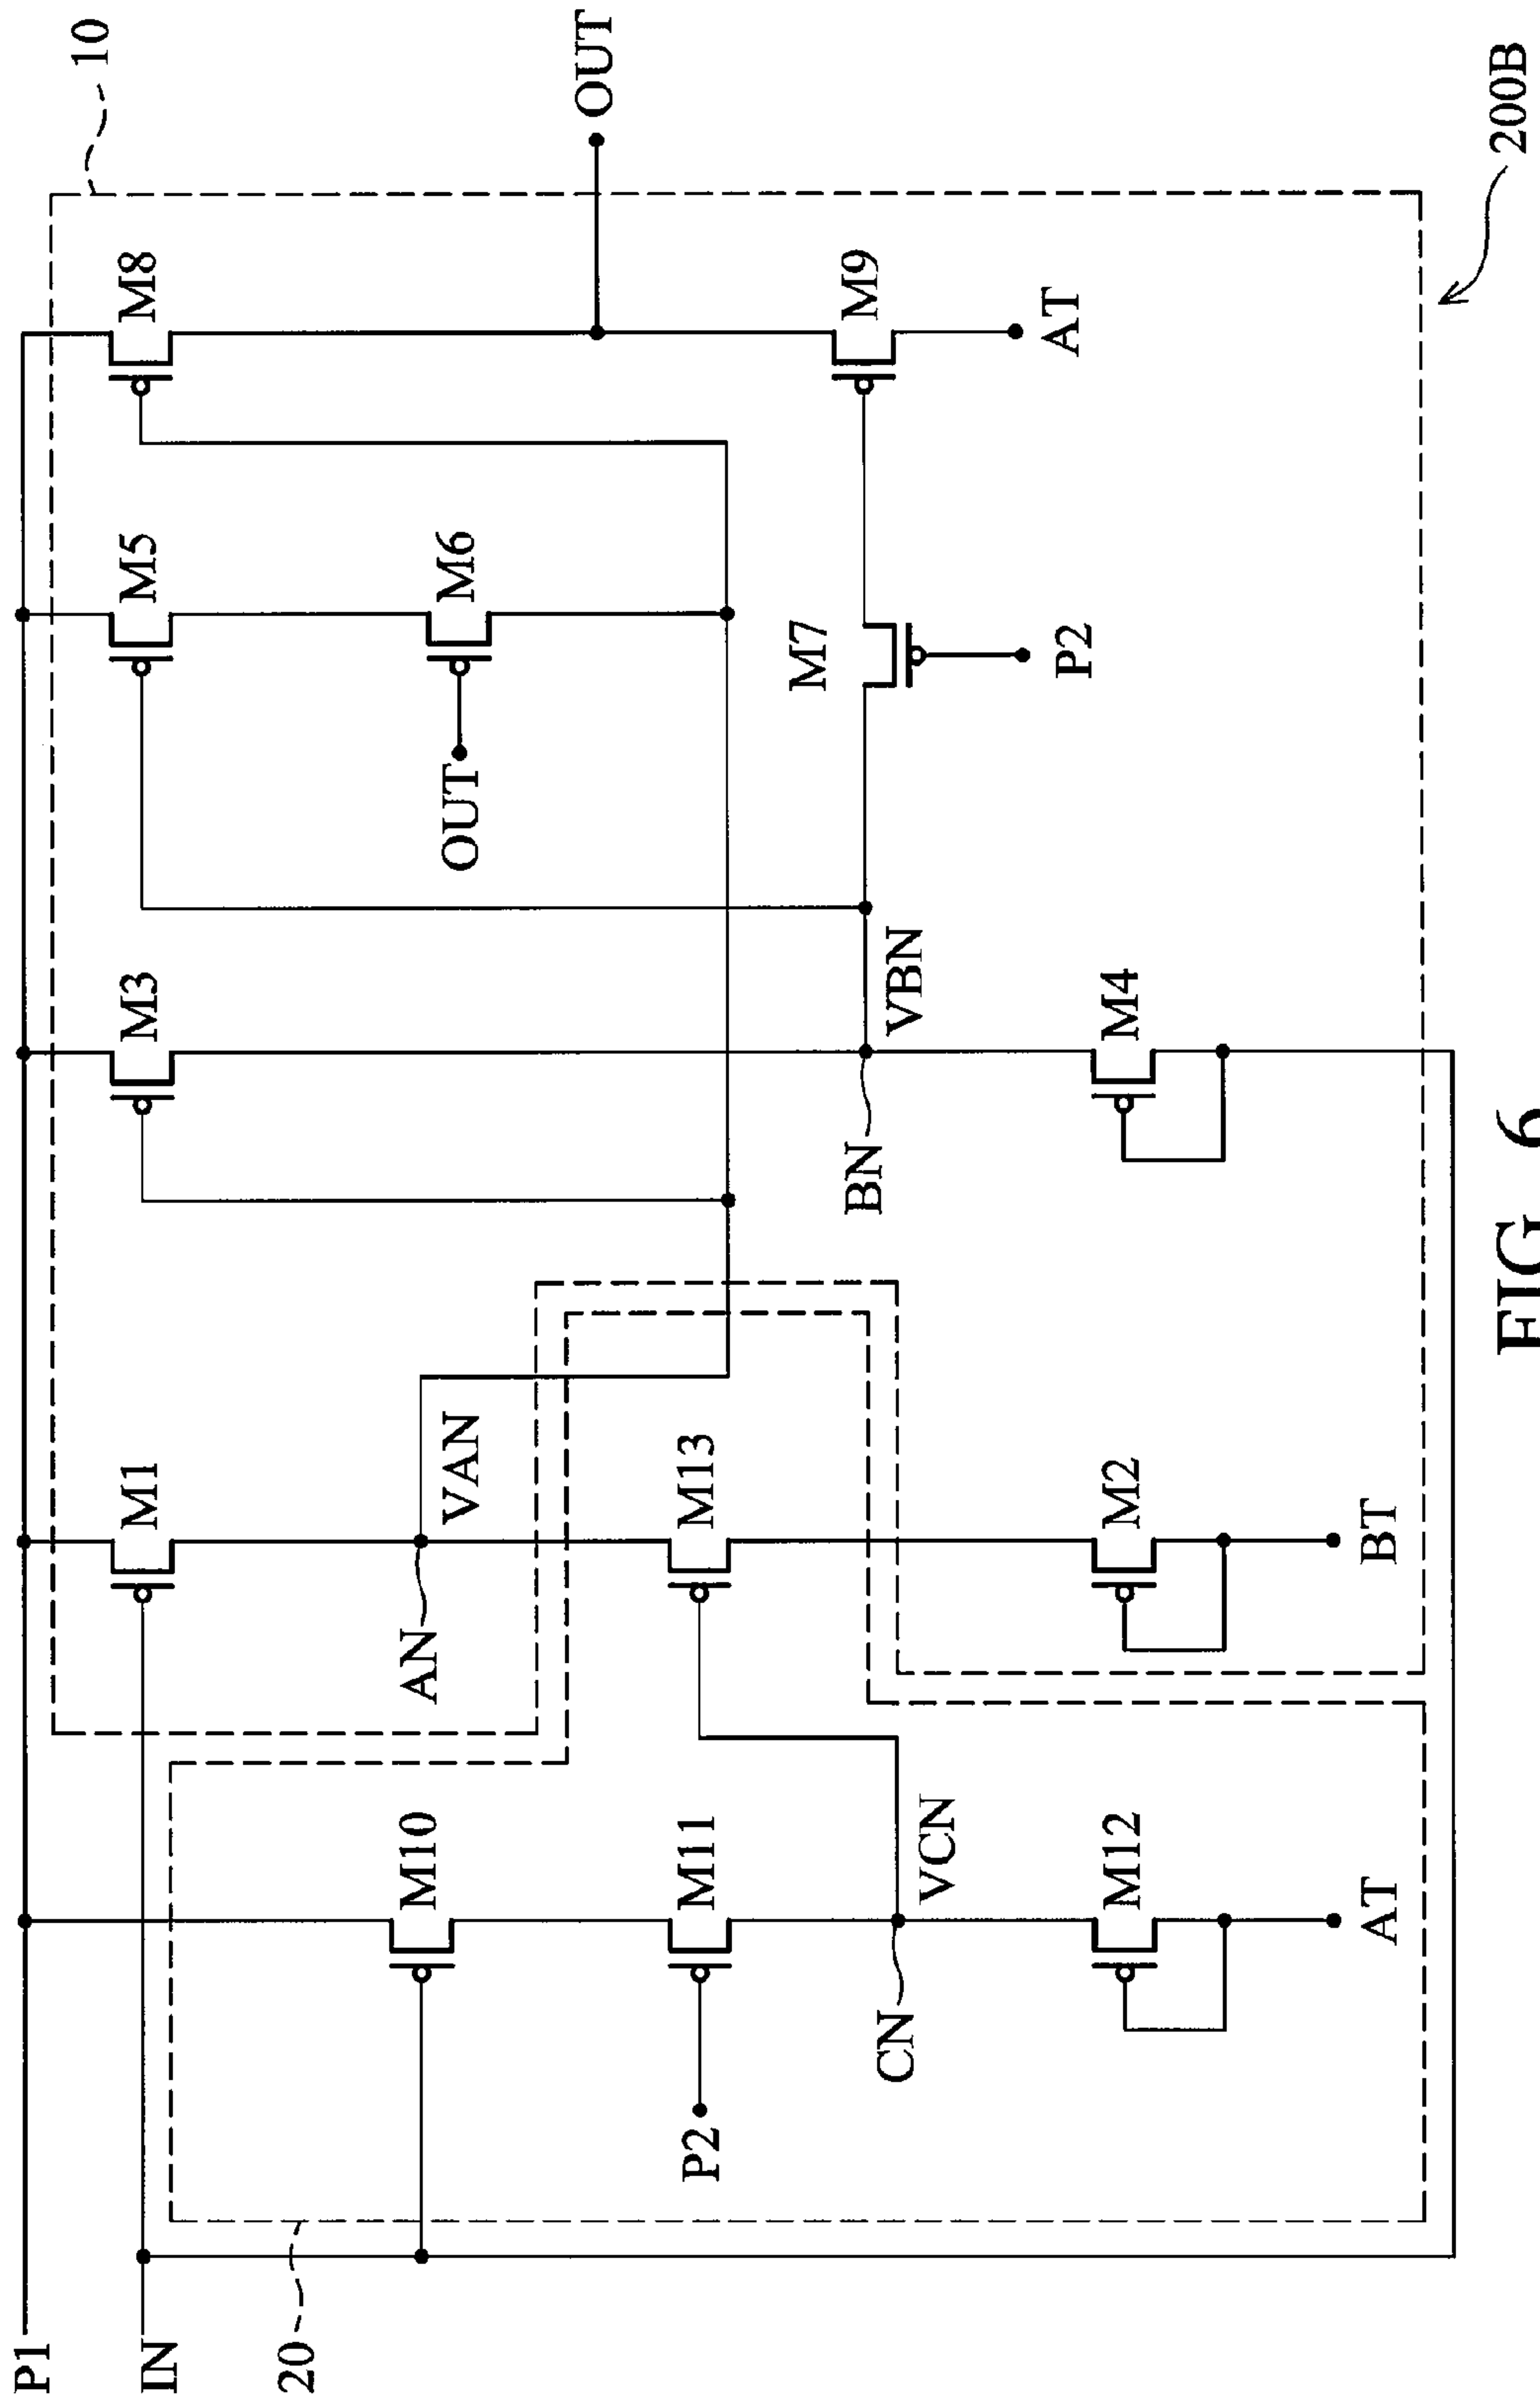 P1
10
IN
M1
M3
M5
M8
20
M10
AN
VAN
OUT
M6
OUT
P2
M11
M13
M7
BN
M9
CN
VCN
VBN
P2
AT
M12
M2
M4
AT
BT
200B
FIG 6